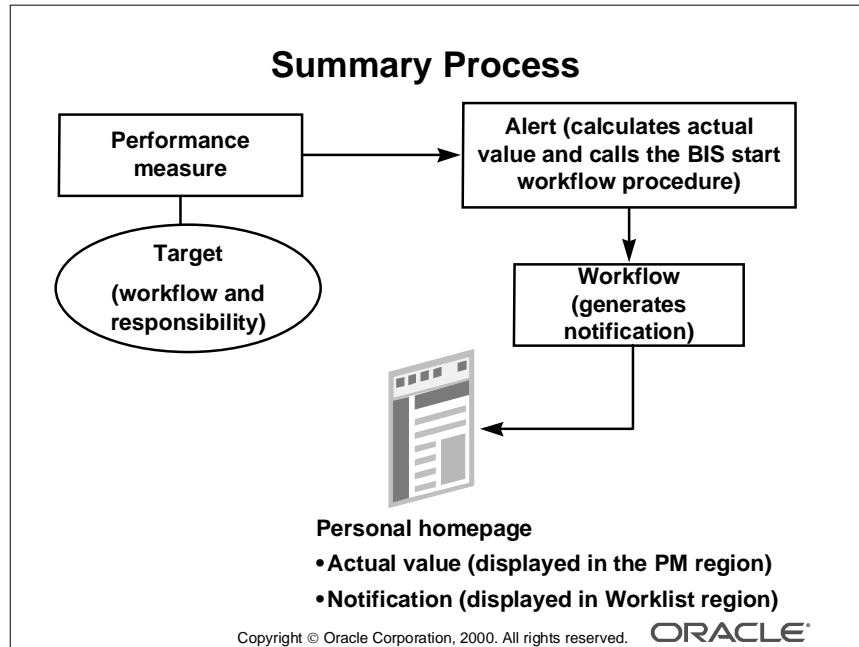 Summary Process
Performance
measure
Alert (calculates actual
value and calls the BIS start
workflow procedure)
Target
(workflow and
responsibility)
Workflow
(generates
notification)
Personal homepage
•Actual value (displayed in the PM region)
•Notification (displayed in Worklist region)
Copyright © Oracle Corporation, 2000. All rights reserved. ORACLE®